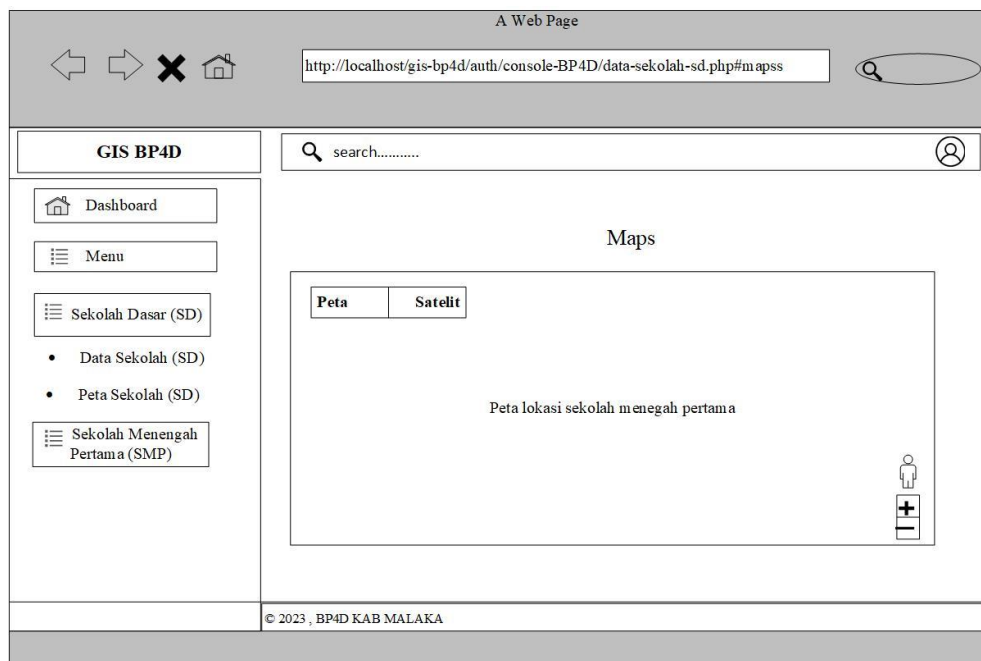 A Web Page
http://localhost/gis-bp4d/auth/console-BP4D/data-sekolah-sd.php#mapss
GIS BP4D
search...........
Dashboard
Menu
Sekolah Dasar (SD)
• Data Sekolah (SD)
• Peta Sekolah (SD)
Sekolah Menengah
Pertama (SMP)
Maps
Peta Satelit
Peta lokasi sekolah menegah pertama
© 2023 , BP4D KAB MALAKA